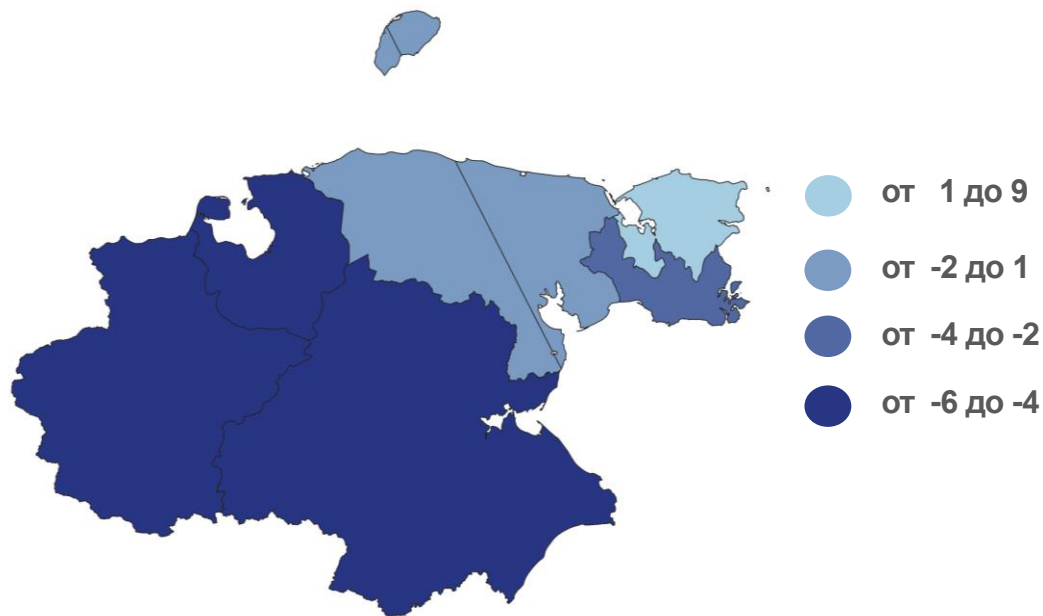 от 1 до 9
от -2 до 1
от -4 до -2
от -6 до -4